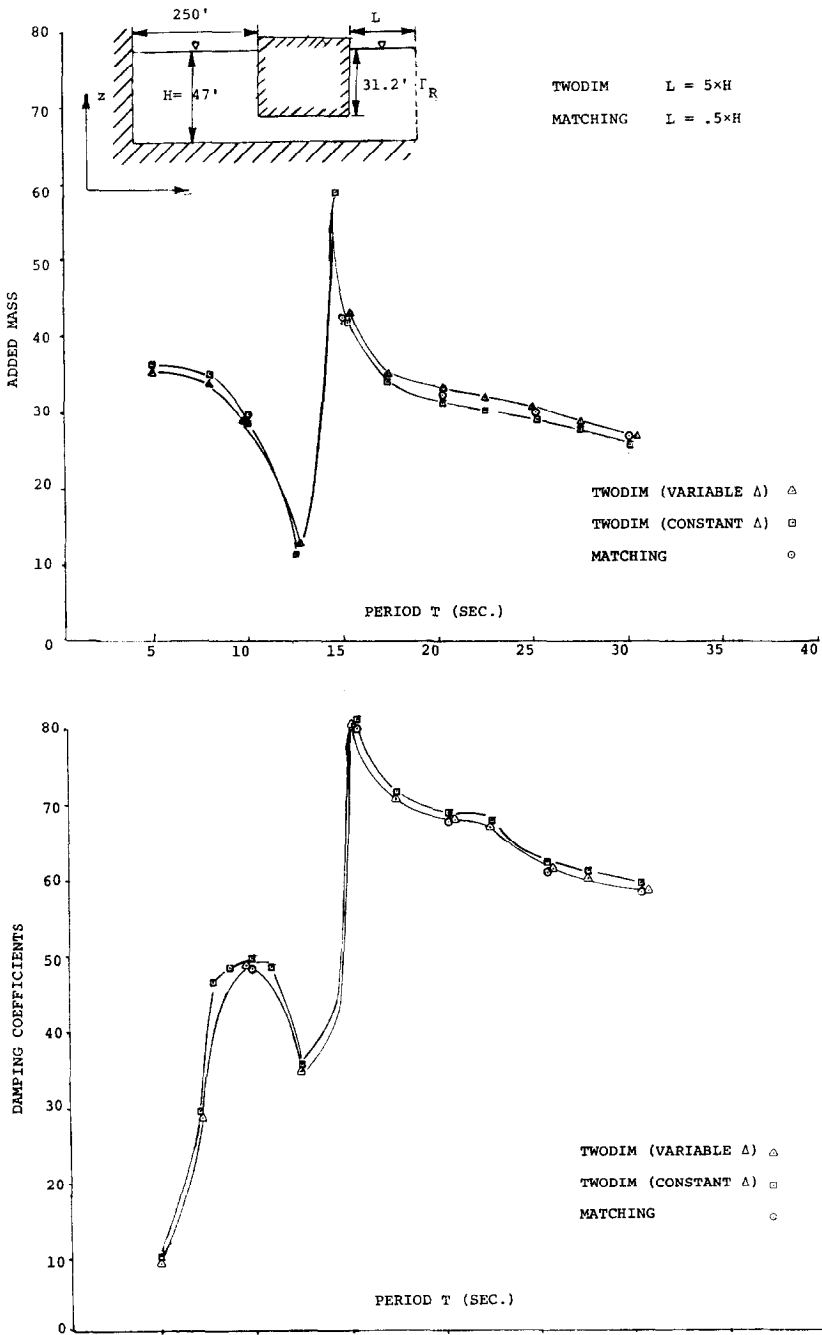 250'
L
H= 47'
31.2'
Γ_R
z
TWODIM L = 5×H
MATCHING L = .5×H
80
70
60
50
40
30
20
10
0
ADDED MASS
TWODIM (VARIABLE Δ)
TWODIM (CONSTANT Δ)
MATCHING
PERIOD T (SEC.)
5 10 15 20 25 30 35 40
80
70
60
50
40
30
20
10
0
DAMPING COEFFICIENTS
TWODIM (VARIABLE Δ)
TWODIM (CONSTANT Δ)
MATCHING
PERIOD T (SEC.)